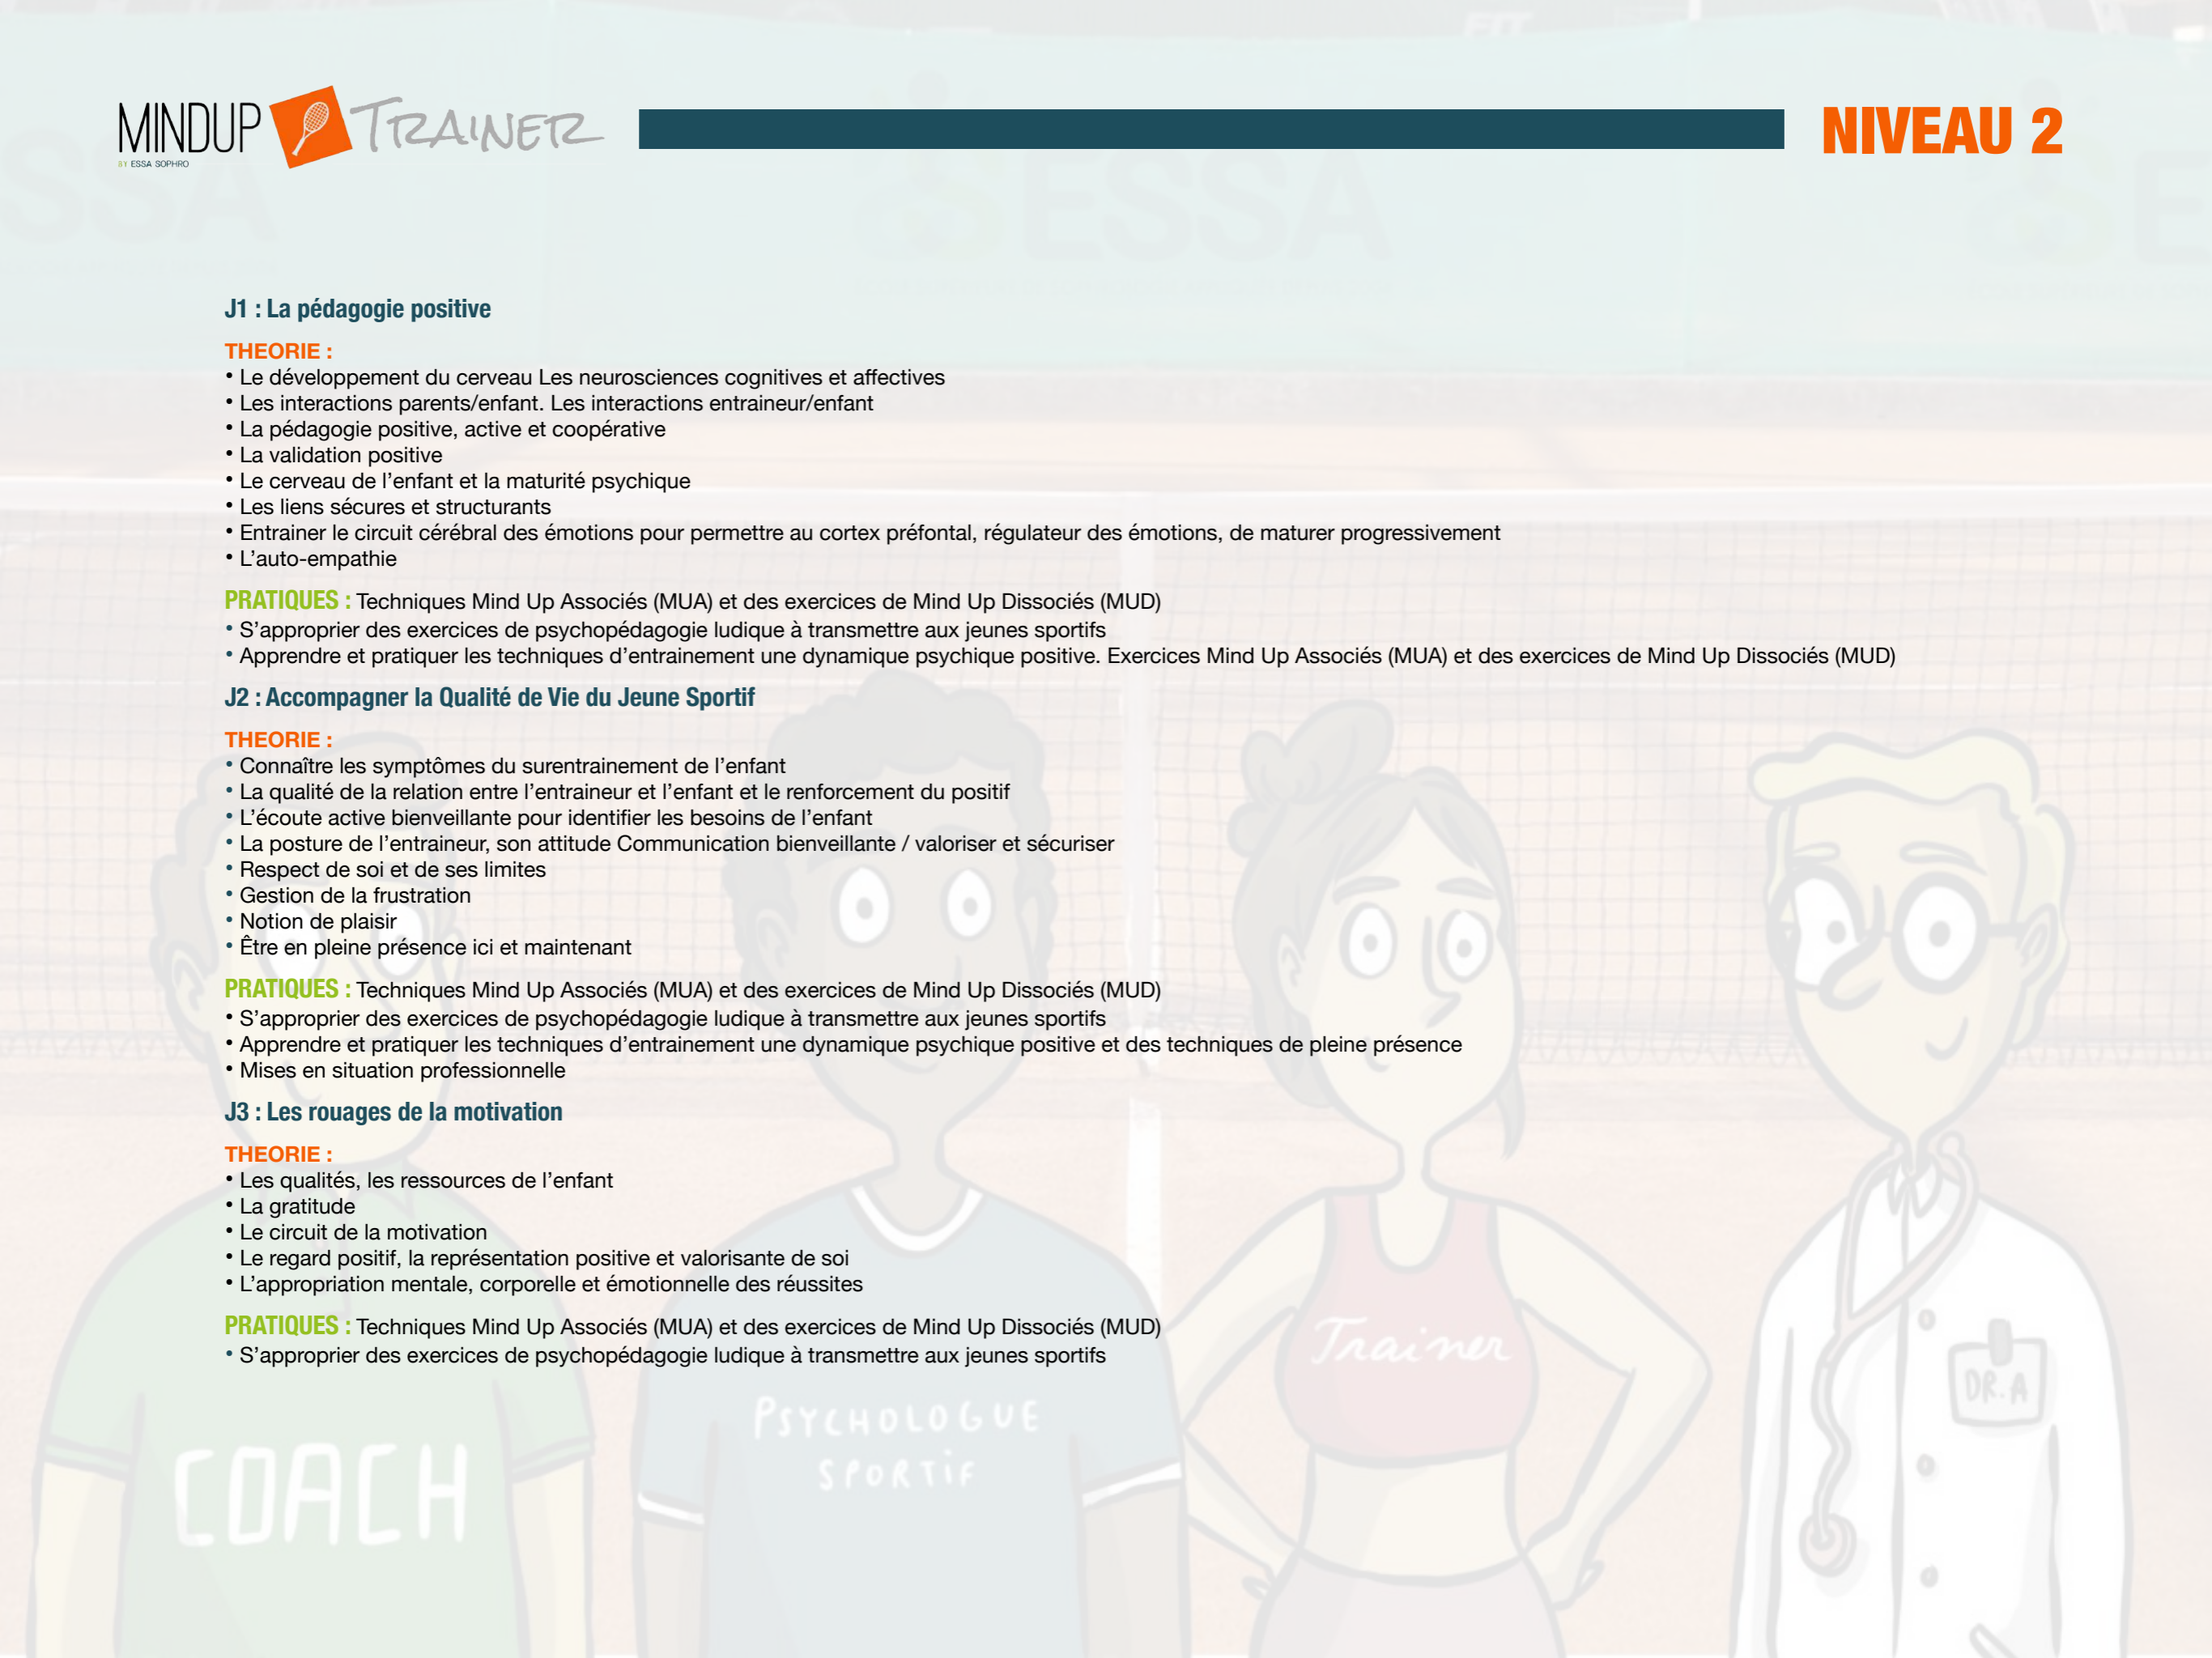 MINDUP TRAINER
BY ESSA SOPHRO
NIVEAU 2
FIT
ESSA
ESSA
E
J1 : La pédagogie positive
THEORIE :
• Le développement du cerveau Les neurosciences cognitives et affectives
• Les interactions parents/enfant. Les interactions entraineur/enfant
• La pédagogie positive, active et coopérative
• La validation positive
• Le cerveau de l'enfant et la maturité psychique
• Les liens sécures et structurants
• Entrainer le circuit cérébral des émotions pour permettre au cortex préfontal, régulateur des émotions, de maturer progressivement
• L'auto-empathie
PRATIQUES : Techniques Mind Up Associés (MUA) et des exercices de Mind Up Dissociés (MUD)
• S'approprier des exercices de psychopédagogie ludique à transmettre aux jeunes sportifs
• Apprendre et pratiquer les techniques d'entrainement une dynamique psychique positive. Exercices Mind Up Associés (MUA) et des exercices de Mind Up Dissociés (MUD)
J2 : Accompagner la Qualité de Vie du Jeune Sportif
THEORIE :
• Connaître les symptômes du surentrainement de l'enfant
• La qualité de la relation entre l'entraineur et l'enfant et le renforcement du positif
• L'écoute active bienveillante pour identifier les besoins de l'enfant
• La posture de l'entraineur, son attitude Communication bienveillante / valoriser et sécuriser
• Respect de soi et de ses limites
• Gestion de la frustration
• Notion de plaisir
• Être en pleine présence ici et maintenant
PRATIQUES : Techniques Mind Up Associés (MUA) et des exercices de Mind Up Dissociés (MUD)
• S'approprier des exercices de psychopédagogie ludique à transmettre aux jeunes sportifs
• Apprendre et pratiquer les techniques d'entrainement une dynamique psychique positive et des techniques de pleine présence
• Mises en situation professionnelle
J3 : Les rouages de la motivation
THEORIE :
• Les qualités, les ressources de l'enfant
• La gratitude
• Le circuit de la motivation
• Le regard positif, la représentation positive et valorisante de soi
• L'appropriation mentale, corporelle et émotionnelle des réussites
PRATIQUES : Techniques Mind Up Associés (MUA) et des exercices de Mind Up Dissociés (MUD)
• S'approprier des exercices de psychopédagogie ludique à transmettre aux jeunes sportifs
COACH
PSYCHOLOGUE
SPORTIF
Trainer
DR. A